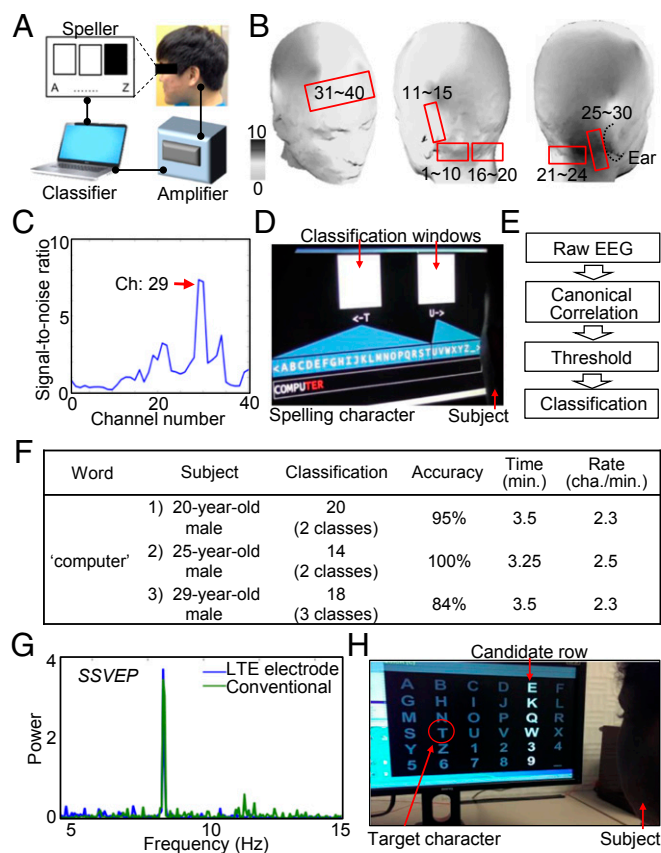 A
Speller
A ....... Z
Classifier
Amplifier
B
10
0
31~40
11~15
1~10
16~20
25~30
Ear
21~24
C
Signal-to-noise ratio
10
5
0
Ch: 29
0
20
40
Channel number
D
Classification windows
<-T
U->
<ABCDEFGHIJKLMNOPQRSTUVWXYZ_>
COMPUTER
Spelling character
Subject
E
Raw EEG
Canonical
Correlation
Threshold
Classification
F
Word Subject Classification Accuracy Time (min.) Rate (cha./min.)
'computer'
1) 20-year-old male 20 (2 classes) 95% 3.5 2.3
2) 25-year-old male 14 (2 classes) 100% 3.25 2.5
3) 29-year-old male 18 (3 classes) 84% 3.5 2.3
G
SSVEP
LTE electrode
Conventional
Power
4
2
0
5
10
15
Frequency (Hz)
H
Candidate row
A B C D E F
G H I J K L
M N O P Q R
S T U V W X
Y Z 1 2 3 4
5 6 7 8 9 _
Target character
Subject